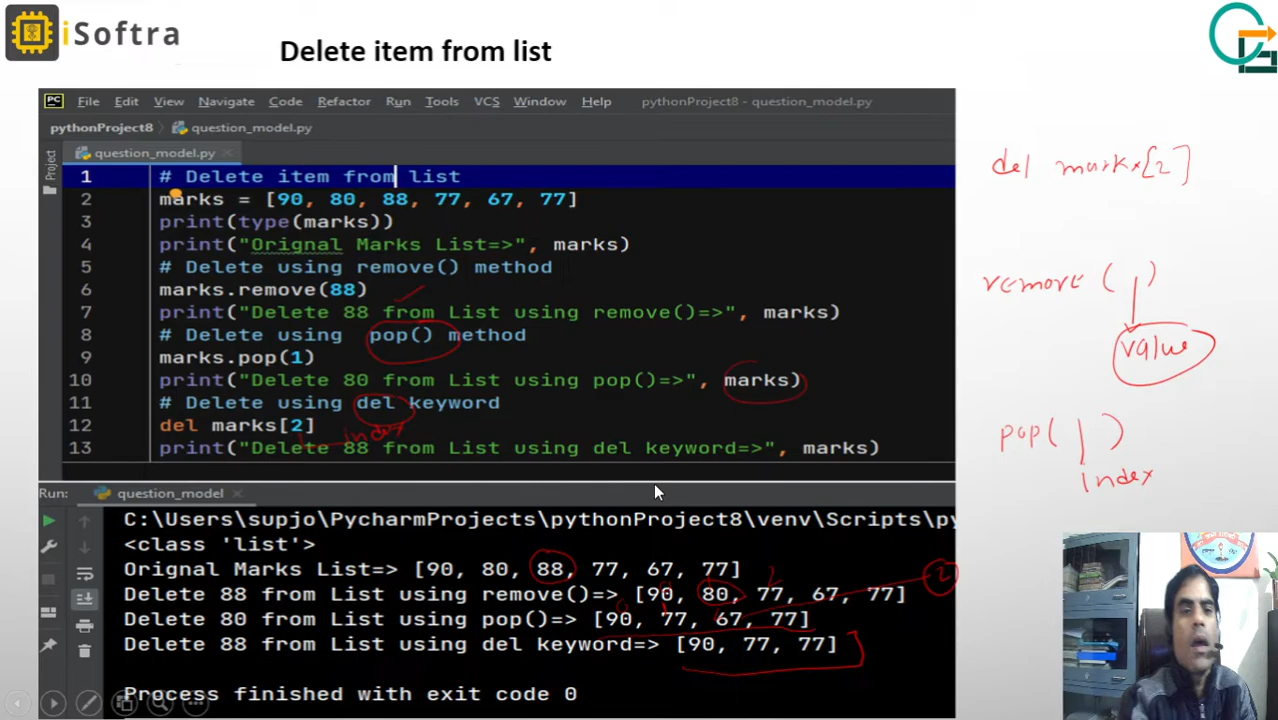 iSoftra
Delete item from list
PC File Edit View Navigate Code Refactor Run Tools VCS Window Help pythonProject8 - question_model.py
pythonProject8 question_model.py
Project
question_model.py
1 # Delete item from list
2 marks = [90, 80, 88, 77, 67, 77]
3 print(type(marks))
4 print("Orignal Marks List=>", marks)
5 # Delete using remove() method
6 marks.remove(88)
7 print("Delete 88 from List using remove()=>", marks)
8 # Delete using pop() method
9 marks.pop(1)
10 print("Delete 80 from List using pop()=>", marks)
11 # Delete using del keyword
12 del marks[2]
index
13 print("Delete 88 from List using del keyword=>", marks)
del marks[2]
remove ( )
value
pop( )
index
Run: question_model
C:\Users\supjo\PycharmProjects\pythonProject8\venv\Scripts\py
<class 'list'>
Orignal Marks List=> [90, 80, 88, 77, 67, 77]
Delete 88 from List using remove()=> [90, 80, 77, 67, 77]
2
Delete 80 from List using pop()=> [90, 77, 67, 77]
Delete 88 from List using del keyword=> [90, 77, 77]
Process finished with exit code 0